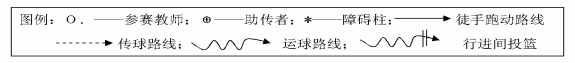 图例：○．——参赛教师；⊕——助传者；*——障碍柱；——徒手跑动路线
传球路线；运球路线；行进间投篮